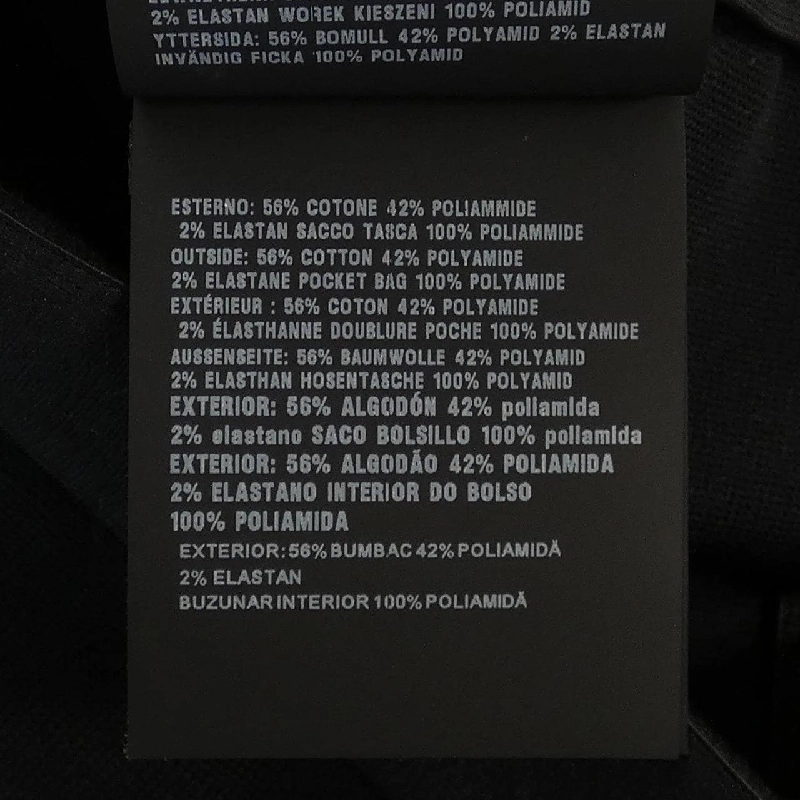 2% ELASTAN WOREK KIESZENI 100% POLIAMID
YTTERSIDA: 56% BOMULL 42% POLYAMID 2% ELASTAN
INVÄNDIG FICKA 100% POLYAMID
ESTERNO: 56% COTONE 42% POLIAMMIDE
2% ELASTAN SACCO TASCA 100% POLIAMMIDE
OUTSIDE: 56% COTTON 42% POLYAMIDE
2% ELASTANE POCKET BAG 100% POLYAMIDE
EXTÉRIEUR : 56% COTON 42% POLYAMIDE
2% ÉLASTHANNE DOUBLURE POCHE 100% POLYAMIDE
AUSSENSEITE: 56% BAUMWOLLE 42% POLYAMID
2% ELASTHAN HOSENTASCHE 100% POLYAMID
EXTERIOR: 56% ALGODÓN 42% poliamida
2% elastano SACO BOLSILLO 100% poliamida
EXTERIOR: 56% ALGODÃO 42% POLIAMIDA
2% ELASTANO INTERIOR DO BOLSO
100% POLIAMIDA
EXTERIOR:56% BUMBAC 42% POLIAMIDĂ
2% ELASTAN
BUZUNAR INTERIOR 100% POLIAMIDĂ